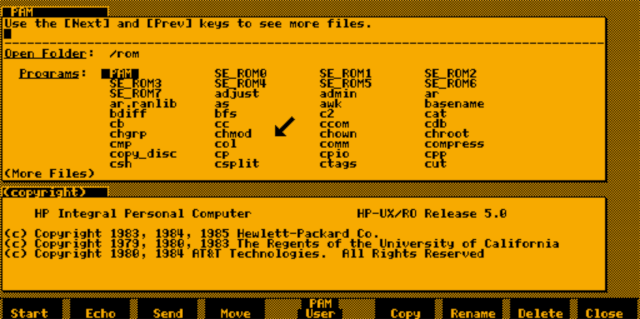 PAM
Use the [Next] and [Prev] keys to see more files.
Open Folder: /rom
Programs: PAM SE_ROM0 SE_ROM1 SE_ROM2
SE_ROM3 SE_ROM4 SE_ROM5 SE_ROM6
SE_ROM7 adjust admin ar
ar.ranlib as awk basename
bdiff bfs c2 cat
cb cc ccom cdb
chgrp chmod chown chroot
cmp col comm compress
copy_disc cp cpio cpp
csh csplit ctags cut
(More Files)
(copyright)
HP Integral Personal Computer HP-UX/RO Release 5.0
(c) Copyright 1983, 1984, 1985 Hewlett-Packard Co.
(c) Copyright 1979, 1980, 1983 The Regents of the University of California
(c) Copyright 1980, 1984 AT&T Technologies. All Rights Reserved
PAM
Start Echo Send Move User Copy Rename Delete Close